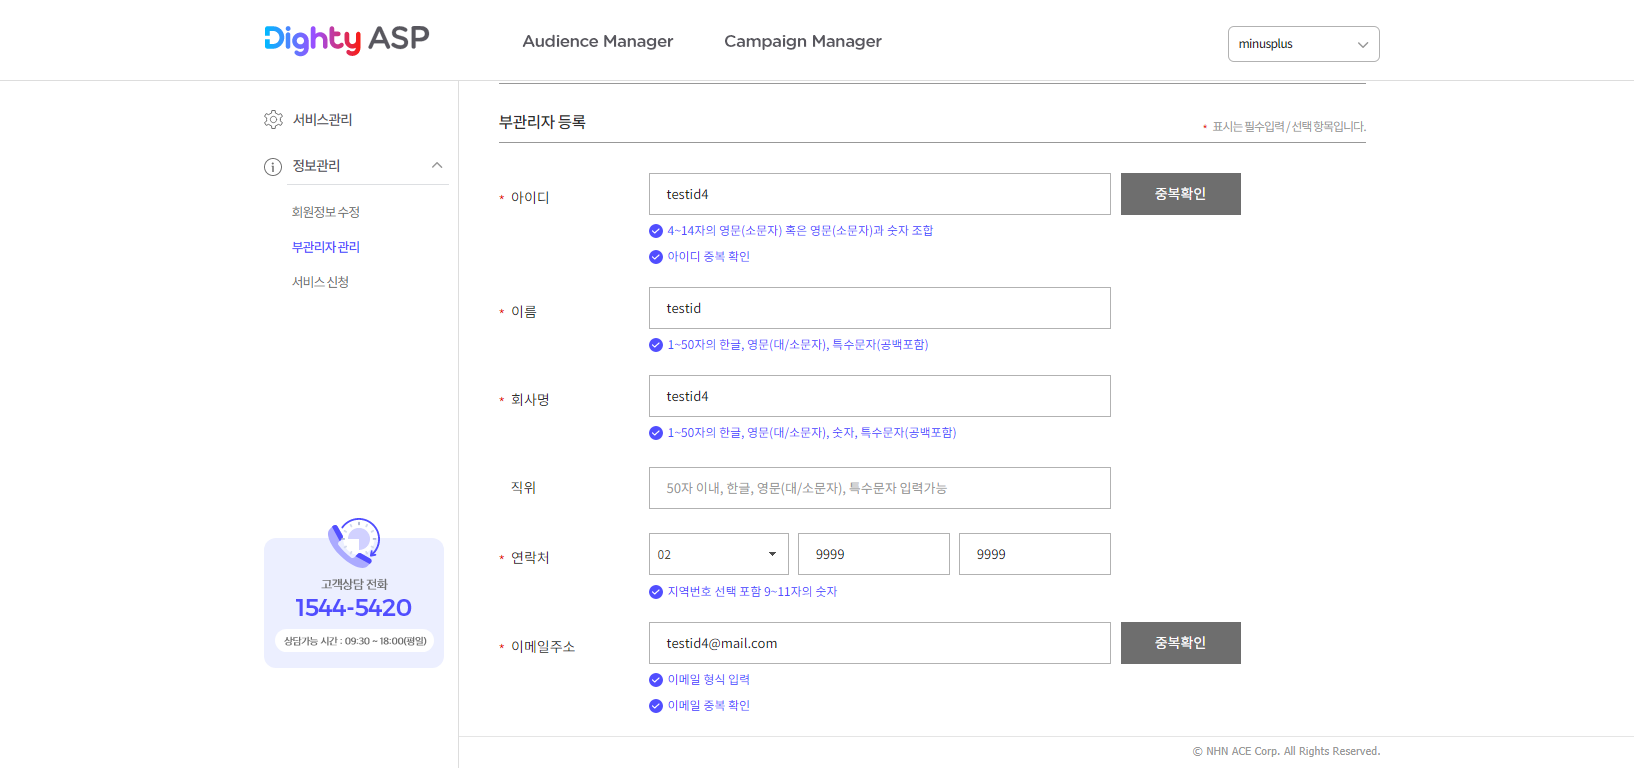 Dighty ASP
Audience Manager
Campaign Manager
minusplus
서비스관리
정보관리
회원정보 수정
부관리자 관리
서비스 신청
고객상담 전화
1544-5420
상담가능 시간 : 09:30 ~ 18:00(평일)
부관리자 등록
• 표시는 필수입력 / 선택 항목입니다.
* 아이디
testid4
중복확인
4~14자의 영문(소문자) 혹은 영문(소문자)과 숫자 조합
아이디 중복 확인
* 이름
testid
1~50자의 한글, 영문(대/소문자), 특수문자(공백포함)
* 회사명
testid4
1~50자의 한글, 영문(대/소문자), 숫자, 특수문자(공백포함)
직위
50자 이내, 한글, 영문(대/소문자), 특수문자 입력가능
* 연락처
02
9999
9999
지역번호 선택 포함 9~11자의 숫자
* 이메일주소
testid4@mail.com
중복확인
이메일 형식 입력
이메일 중복 확인
© NHN ACE Corp. All Rights Reserved.